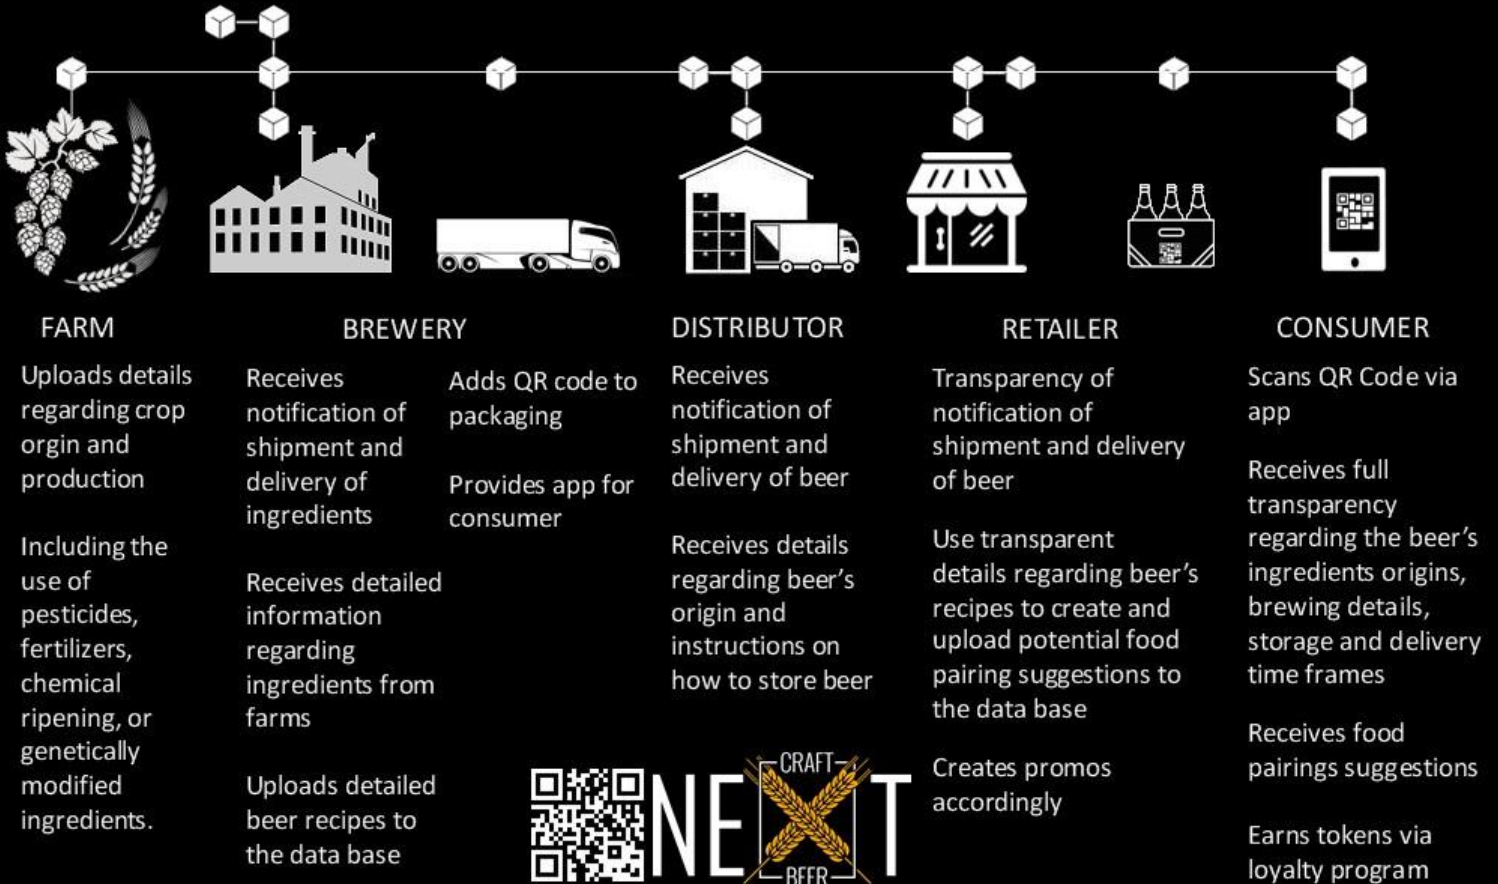 FARM
Uploads details
regarding crop
orgin and
production
Including the
use of
pesticides,
fertilizers,
chemical
ripening, or
genetically
modified
ingredients.
BREWERY
Receives
notification of
shipment and
delivery of
ingredients
Receives detailed
information
regarding
ingredients from
farms
Uploads detailed
beer recipes to
the data base
Adds QR code to
packaging
Provides app for
consumer
DISTRIBUTOR
Receives
notification of
shipment and
delivery of beer
Receives details
regarding beer’s
origin and
instructions on
how to store beer
RETAILER
Transparency of
notification of
shipment and delivery
of beer
Use transparent
details regarding beer’s
recipes to create and
upload potential food
pairing suggestions to
the data base
Creates promos
accordingly
CONSUMER
Scans QR Code via
app
Receives full
transparency
regarding the beer’s
ingredients origins,
brewing details,
storage and delivery
time frames
Receives food
pairings suggestions
Earns tokens via
loyalty program
CRAFT
NEXT
BEER